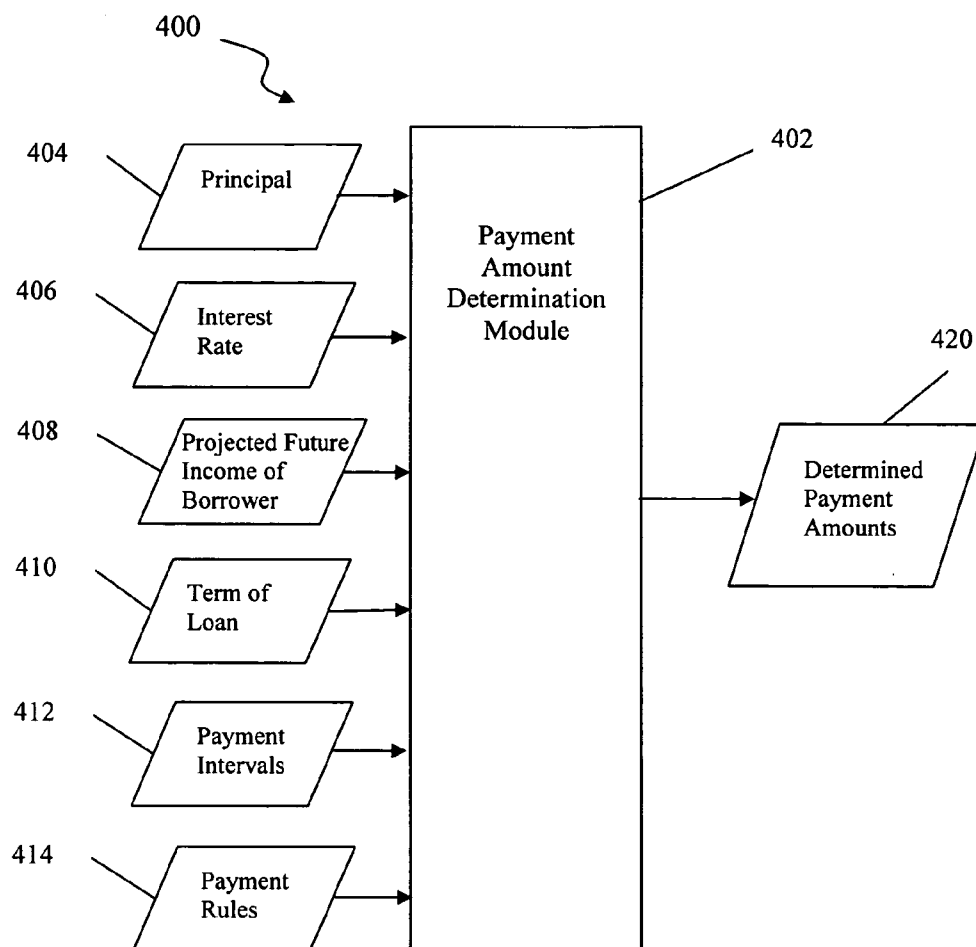 400
404
Principal
402
Payment
Amount
Determination
Module
406
Interest
Rate
420
408
Projected Future
Income of
Borrower
Determined
Payment
Amounts
410
Term of
Loan
412
Payment
Intervals
414
Payment
Rules